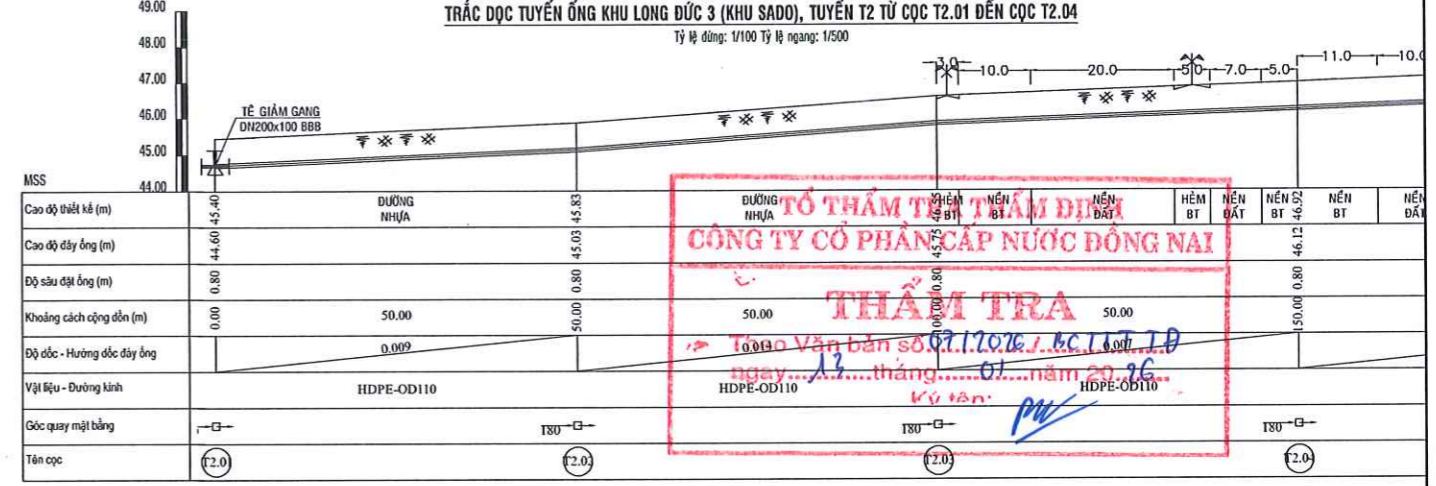 TRẮC DỌC TUYẾN ỐNG KHU LONG ĐỨC 3 (KHU SADO), TUYẾN T2 TỪ CỌC T2.01 ĐẾN CỌC T2.04
Tỷ lệ đứng: 1/100 Tỷ lệ ngang: 1/500
49.00
48.00
47.00
46.00
45.00
44.00
MSS
TÊ GIẢM GANG
DN200x100 BBB
3.0 10.0 20.0 5.0 7.0 5.0 11.0 10.0
Cao độ thiết kế (m) 45.40 ĐƯỜNG NHỰA 45.83 ĐƯỜNG NHỰA HẺM BT NỀN BT NỀN ĐẤT HẺM BT NỀN ĐẤT NỀN BT 46.92 NỀN BT NỀN ĐẤT
Cao độ đáy ống (m) 44.60 45.03 45.75 46.12
Độ sâu đặt ống (m) 0.80 0.80 0.80 0.80
Khoảng cách cộng dồn (m) 0.00 50.00 50.00 50.00 100.00 50.00 150.00
Độ dốc - Hướng dốc đáy ống 0.009 0.014 0.007
Vật liệu - Đường kính HDPE-OD110 HDPE-OD110 HDPE-OD110
Góc quay mặt bằng 180 180 180
Tên cọc T2.01 T2.02 T2.03 T2.04
TỔ THẨM TRA THẨM ĐỊNH
CÔNG TY CỔ PHẦN CẤP NƯỚC ĐỒNG NAI
THẨM TRA
Theo Văn bản số 07/2026/BCTTTĐ
ngày 13 tháng 01 năm 2026
Ký tên: